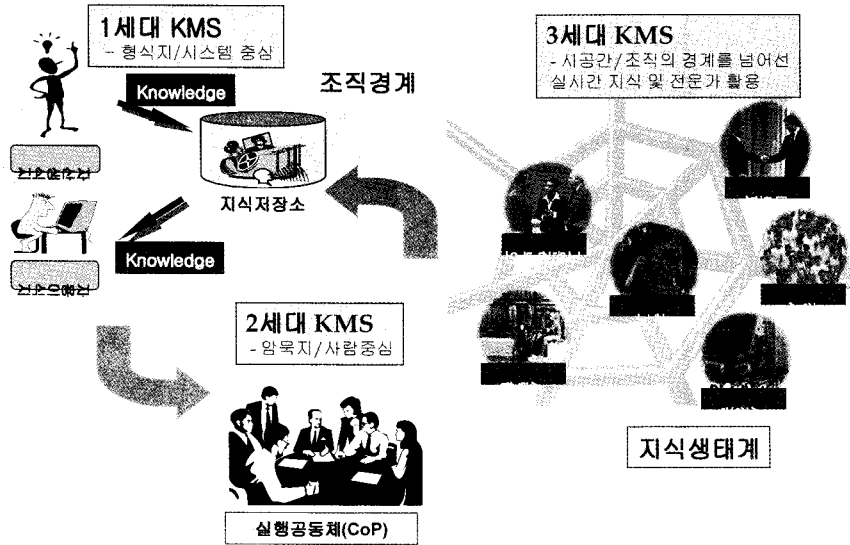 1세대 KMS
- 형식지/시스템 중심
Knowledge
조직경계
지식저장소
Knowledge
2세대 KMS
- 암묵지/사람중심
실행공동체(CoP)
3세대 KMS
- 시공간/조직의 경계를 넘어선
실시간 지식 및 전문가 활용
지식생태계